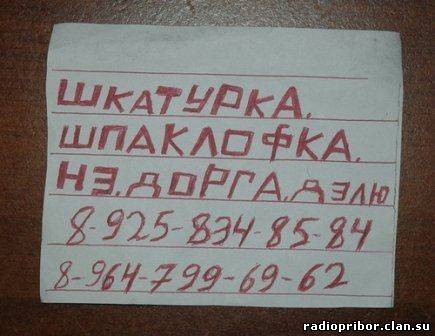 ШКАТУРКА.
ШПАКЛОФКА.
НЭ.ДОРГА.ДЭЛЮ
8-925-834-85-84
8-964-799-69-62
radiopribor.clan.su